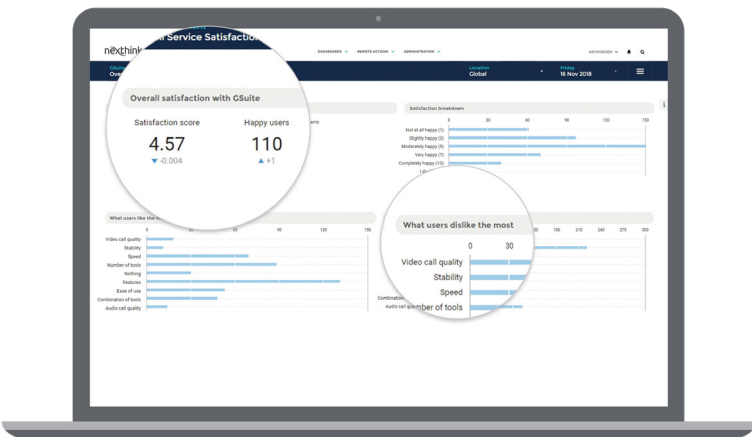 nexthink
Service Satisfactio
DASHBOARDS
REMOTE ACTIONS
ADMINISTRATION
Administrator
Location
Global
Friday
16 Nov 2018
Overall satisfaction with GSuite
Satisfaction score
Happy users
4.57
110
-0.004
+1
Satisfaction breakdown
0 30 60 90 120 150
Not at all happy (1)
Slightly happy (3)
Moderately happy (5)
Very happy (7)
Completely happy (10)
What users like the
0 60 90 120 150
Video call quality
Stability
Speed
Number of tools
Nothing
Features
Ease of use
Combination of tools
Audio call quality
What users dislike the most
0 30
180 210 240 270 300
Video call quality
Stability
Speed
mber of tools
Combination
Audio call qua